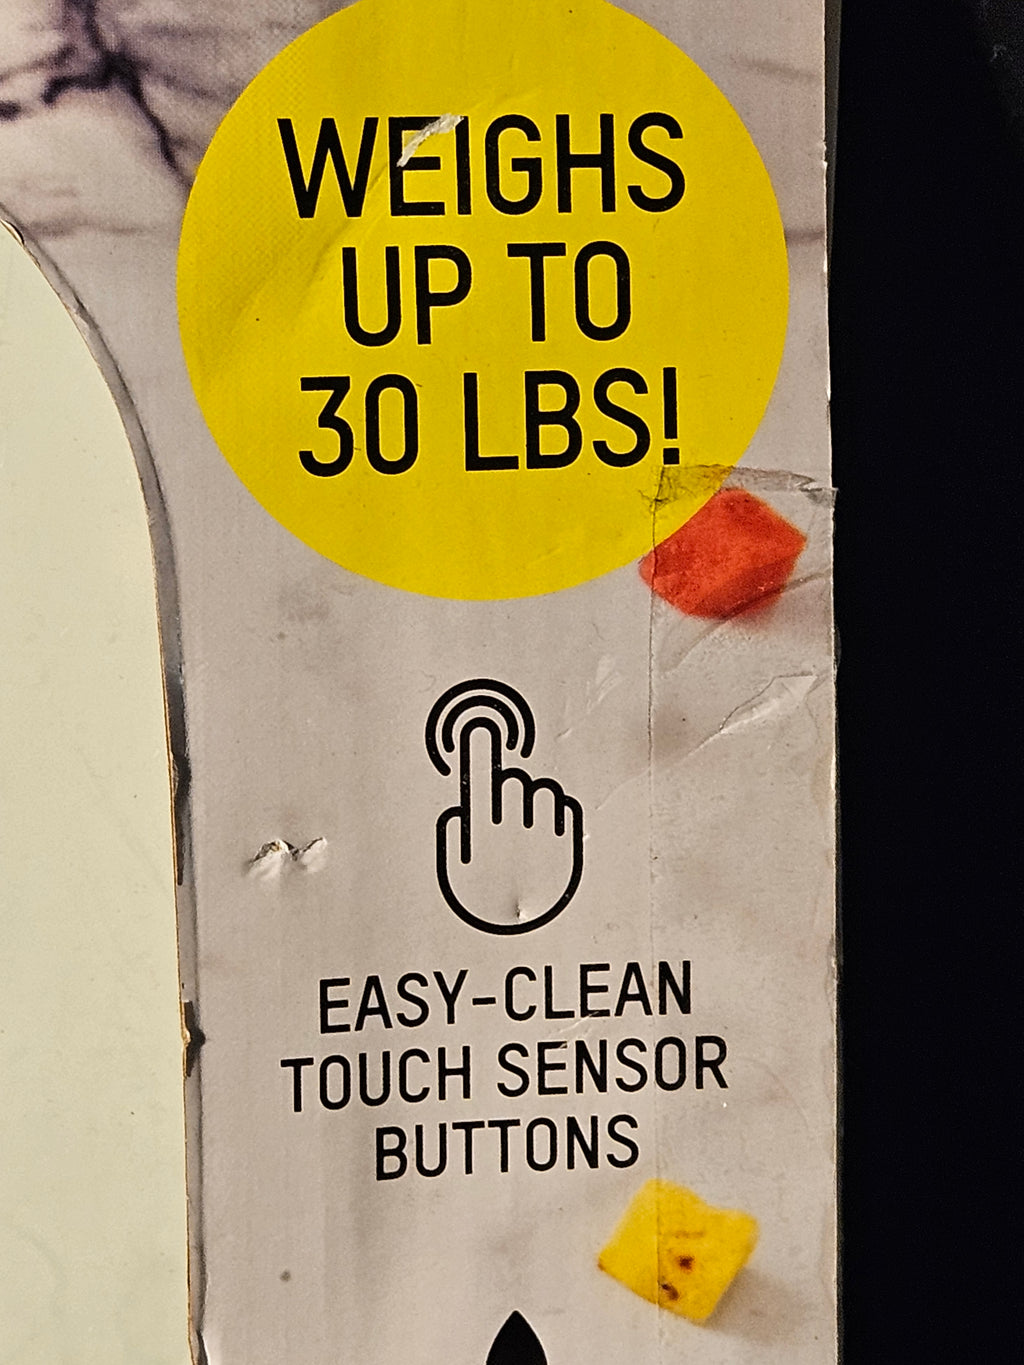 WEIGHS
UP TO
30 LBS!
EASY-CLEAN
TOUCH SENSOR
BUTTONS